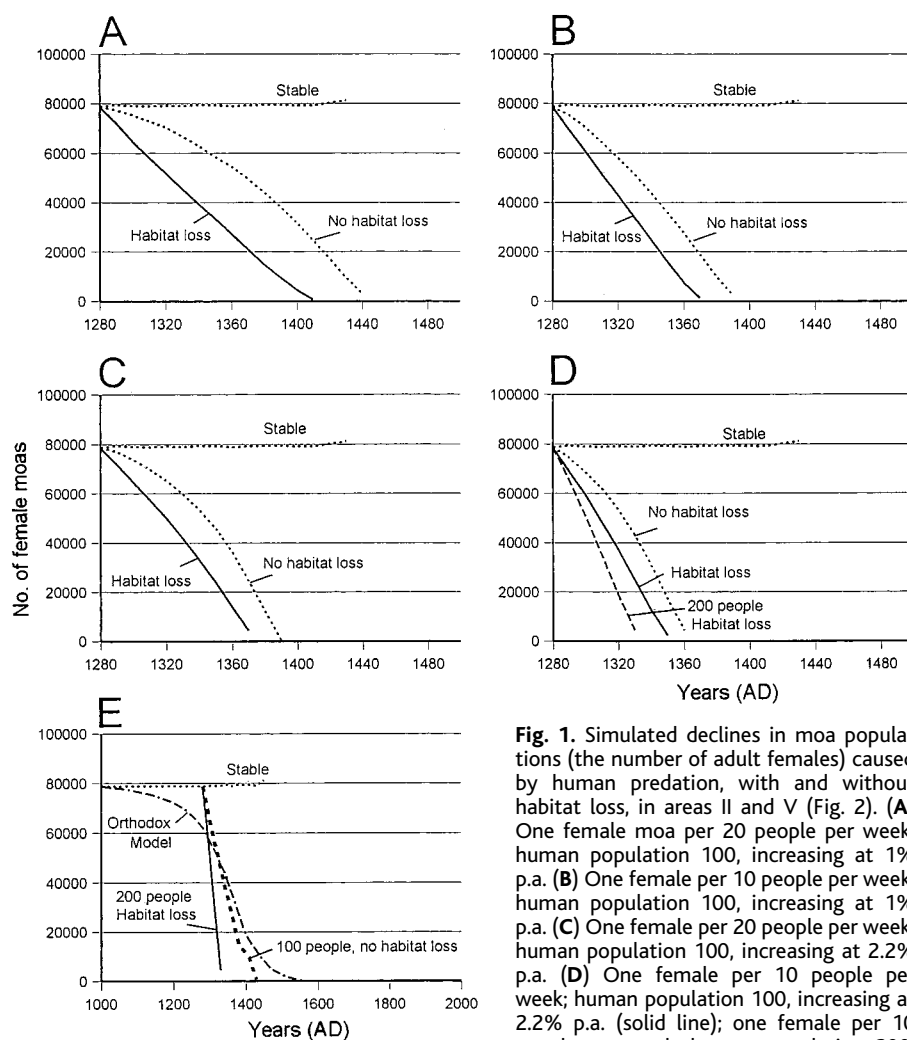 A
100000
80000
60000
40000
20000
0
1280 1320 1360 1400 1440 1480
Stable
No habitat loss
Habitat loss
B
100000
80000
60000
40000
20000
0
1280 1320 1360 1400 1440 1480
Stable
No habitat loss
Habitat loss
C
100000
80000
60000
40000
20000
0
1280 1320 1360 1400 1440 1480
Stable
No habitat loss
Habitat loss
No. of female moas
D
100000
80000
60000
40000
20000
0
1280 1320 1360 1400 1440 1480
Stable
No habitat loss
Habitat loss
200 people
Habitat loss
Years (AD)
E
100000
80000
60000
40000
20000
0
1000 1200 1400 1600 1800 2000
Stable
Orthodox
Model
200 people
Habitat loss
100 people, no habitat loss
Years (AD)
Fig. 1. Simulated declines in moa popula
tions (the number of adult females) caused
by human predation, with and without
habitat loss, in areas II and V (Fig. 2). (A
One female moa per 20 people per week
human population 100, increasing at 1%
p.a. (B) One female per 10 people per week
human population 100, increasing at 1%
p.a. (C) One female per 20 people per week
human population 100, increasing at 2.2%
p.a. (D) One female per 10 people pe
week; human population 100, increasing a
2.2% p.a. (solid line); one female per 10